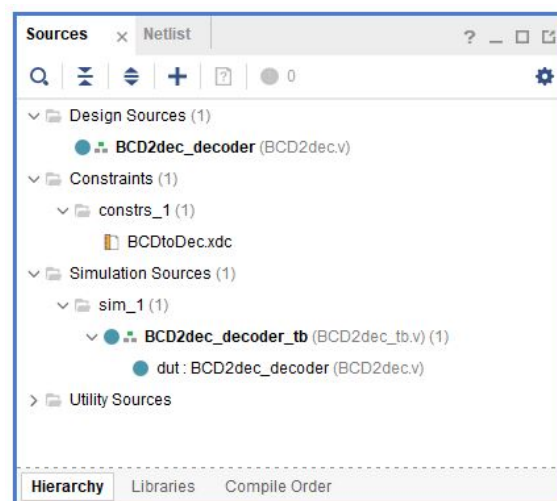 Sources × Netlist ? _
0
Design Sources (1)
BCD2dec_decoder (BCD2dec.v)
Constraints (1)
constrs_1 (1)
BCDtoDec.xdc
Simulation Sources (1)
sim_1 (1)
BCD2dec_decoder_tb (BCD2dec_tb.v) (1)
dut : BCD2dec_decoder (BCD2dec.v)
Utility Sources
Hierarchy Libraries Compile Order